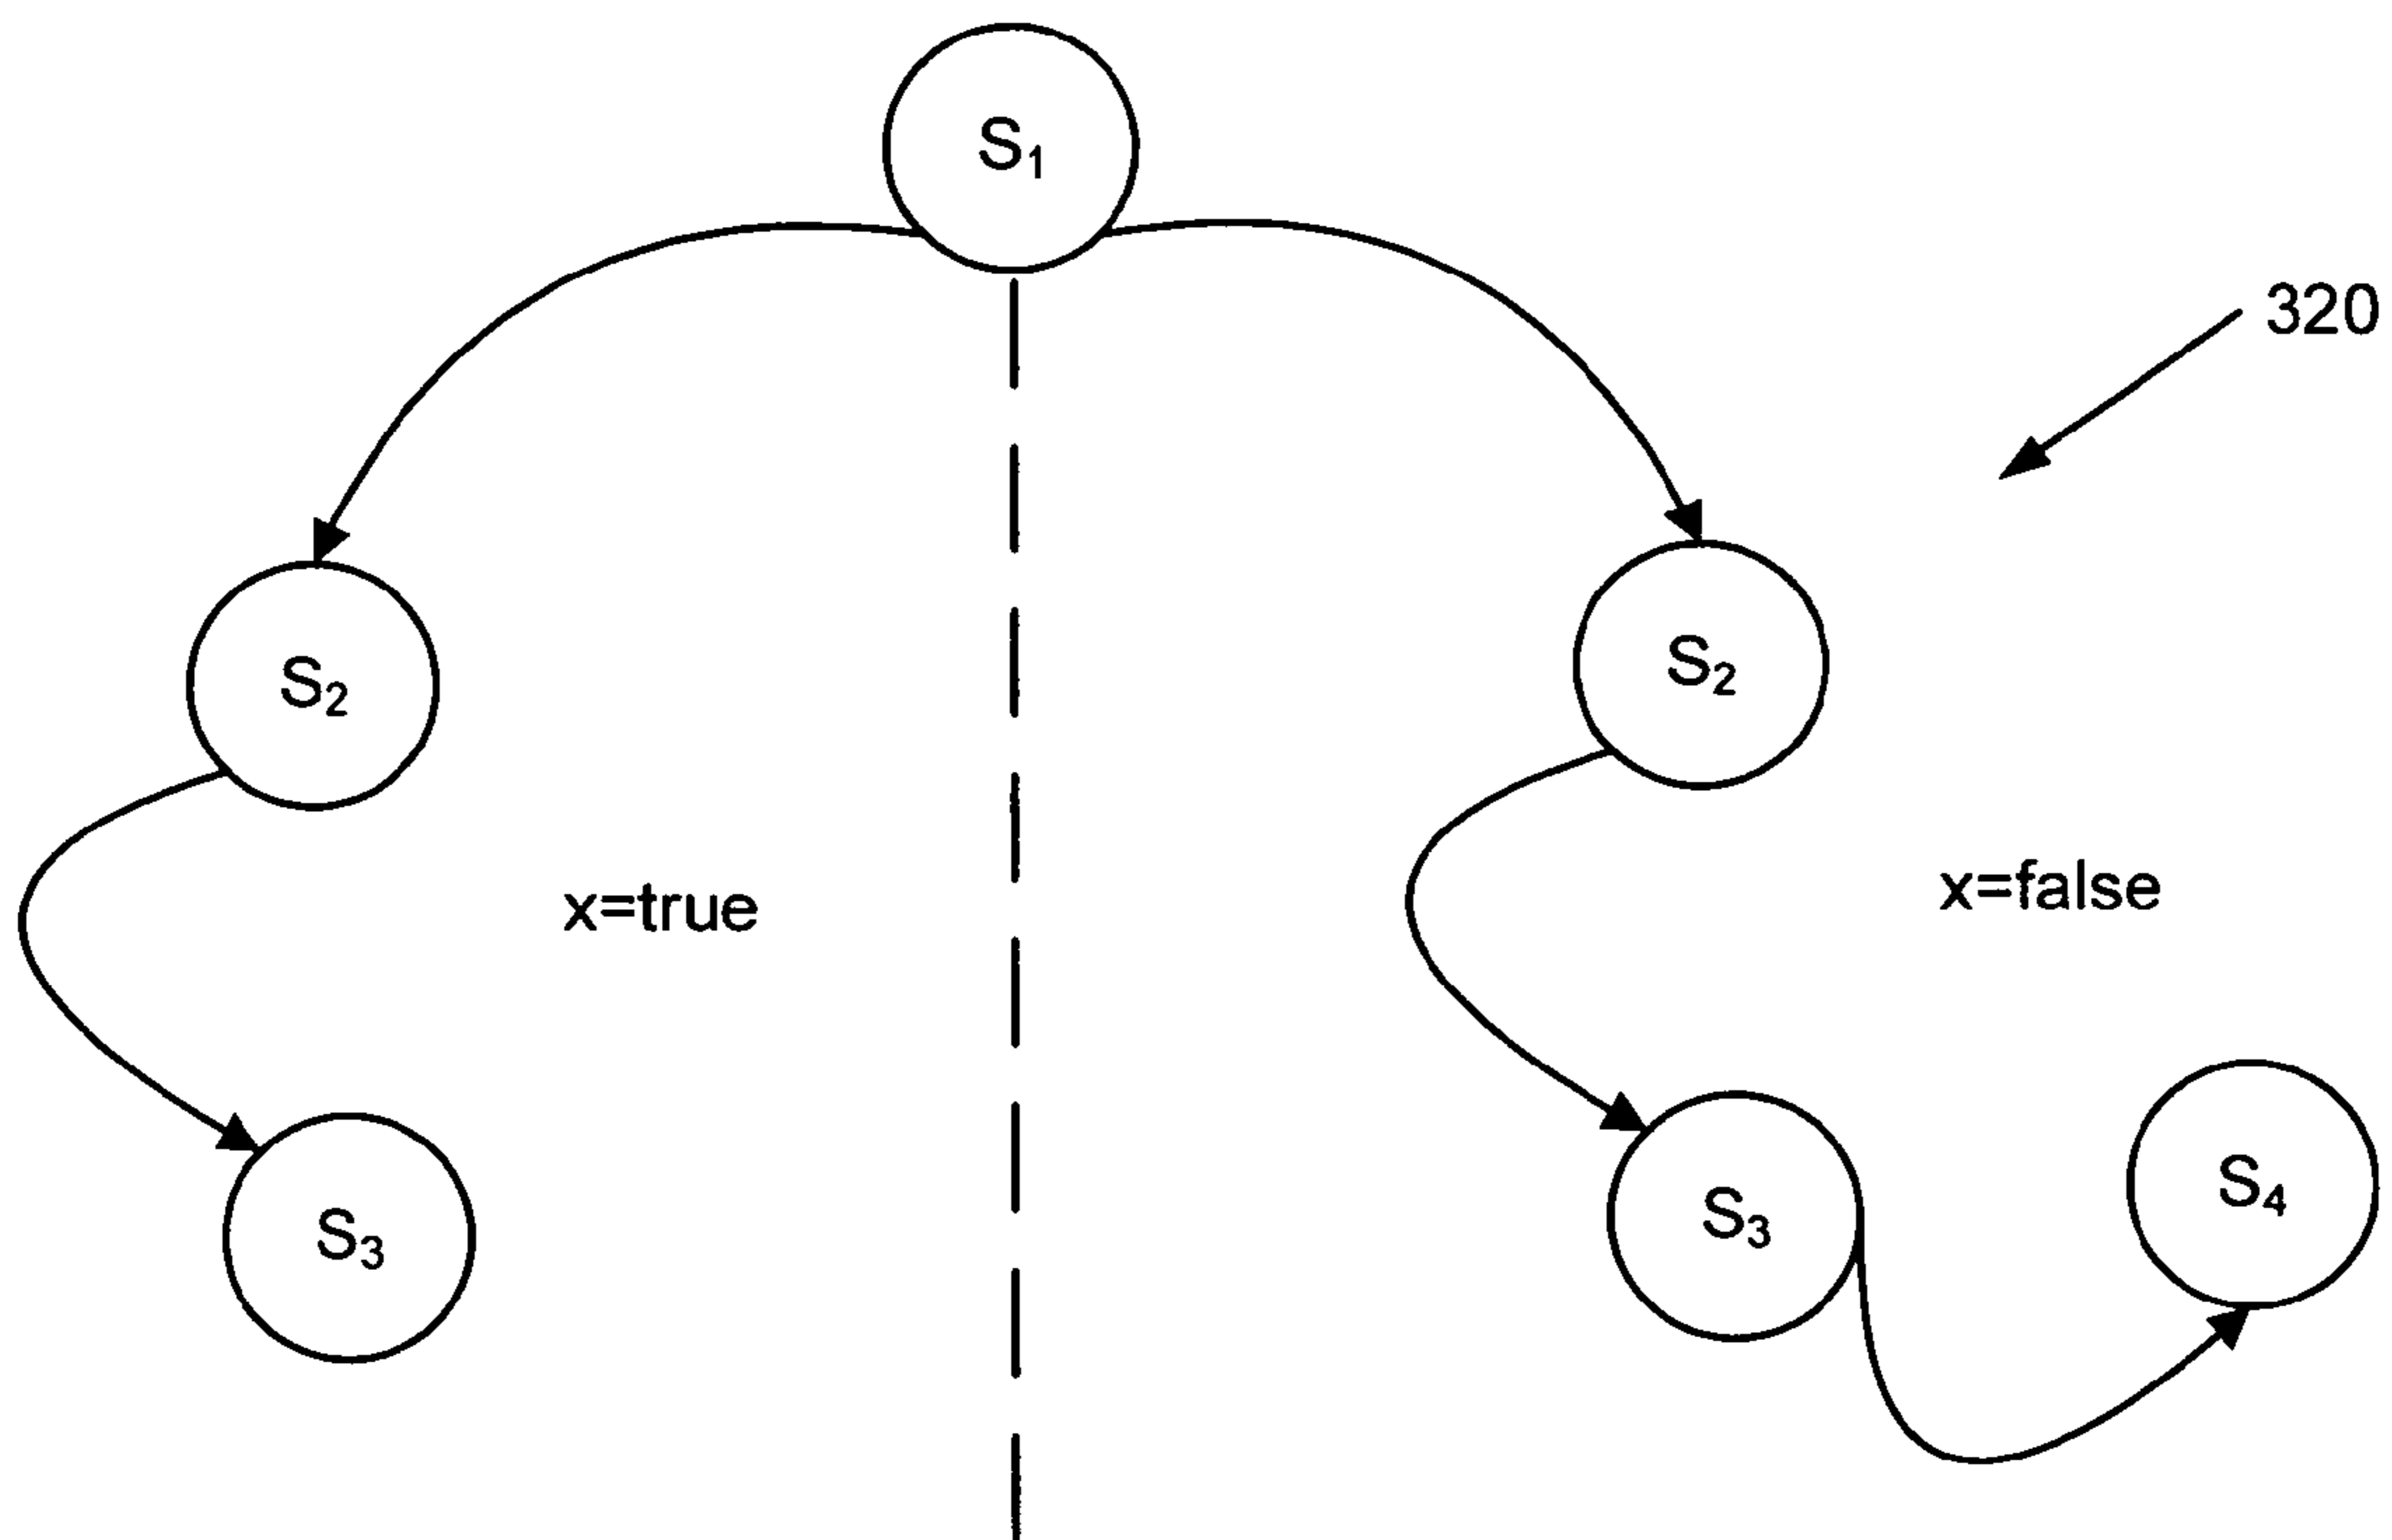 S₁
320
S₂
S₂
x=true
x=false
S₃
S₃
S₄